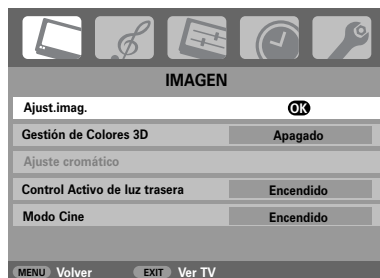 IMAGEN
Ajust.imag. OK
Gestión de Colores 3D Apagado
Ajuste cromático
Control Activo de luz trasera Encendido
Modo Cine Encendido
MENU Volver EXIT Ver TV